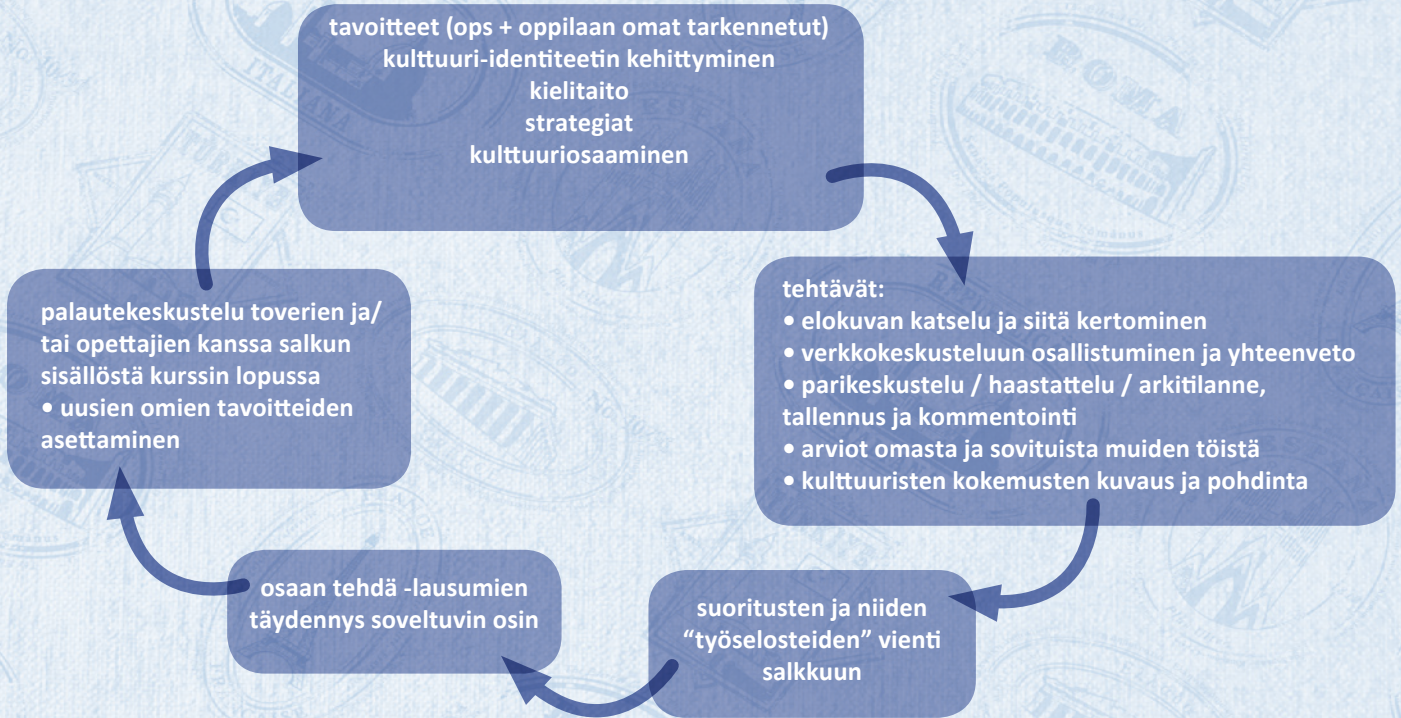 tavoitteet (ops + oppilaan omat tarkennetut)
kulttuuri-identiteetin kehittyminen
kielitaito
strategiat
kulttuuriosaaminen
tehtävät:
• elokuvan katselu ja siitä kertominen
• verkkokeskusteluun osallistuminen ja yhteenveto
• parikeskustelu / haastattelu / arkitilanne,
tallennus ja kommentointi
• arviot omasta ja sovituista muiden töistä
• kulttuuristen kokemusten kuvaus ja pohdinta
suoritusten ja niiden
“työselosteiden” vienti
salkkuun
osaan tehdä -lausumien
täydennys soveltuvin osin
palautekeskustelu toverien ja/
tai opettajien kanssa salkun
sisällöstä kurssin lopussa
• uusien omien tavoitteiden
asettaminen
ROMA